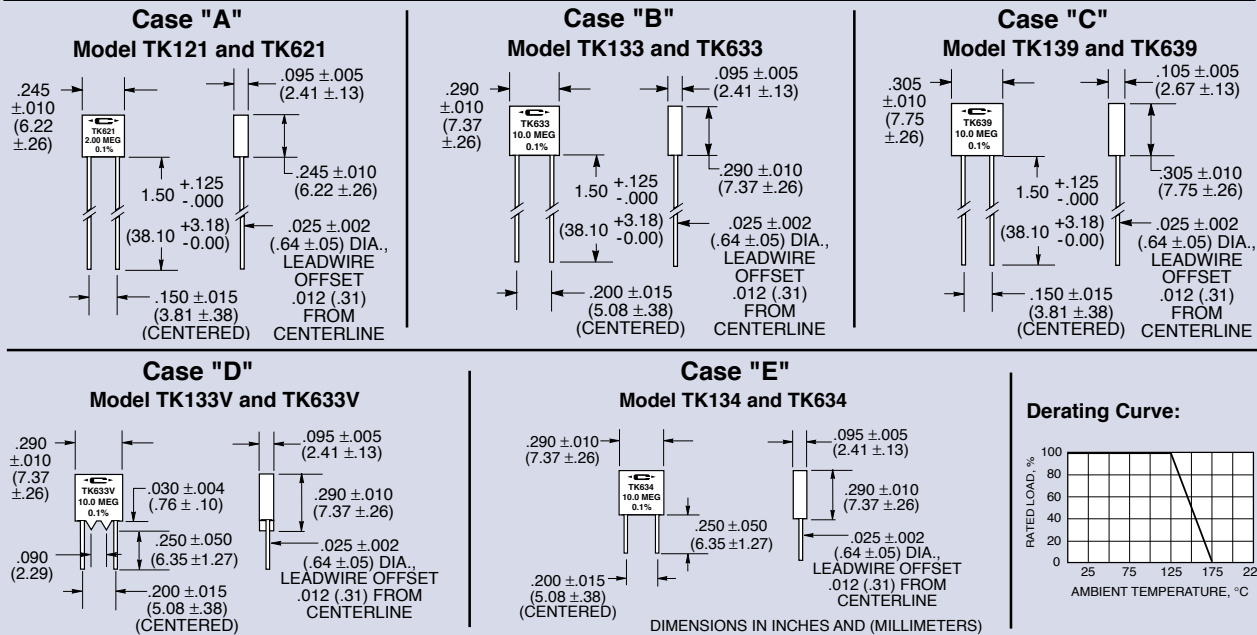 Case "A"
Model TK121 and TK621
.245
±.010
(6.22
±.26)
.095 ±.005
(2.41 ±.13)
C
TK621
2.00 MEG
0.1%
.245 ±.010
(6.22 ±.26)
1.50 +.125
-.000
(38.10 +3.18)
-0.00)
.025 ±.002
(.64 ±.05) DIA.,
LEADWIRE
OFFSET
.012 (.31)
FROM
CENTERLINE
.150 ±.015
(3.81 ±.38)
(CENTERED)
Case "B"
Model TK133 and TK633
.290
±.010
(7.37
±.26)
.095 ±.005
(2.41 ±.13)
C
TK633
10.0 MEG
0.1%
.290 ±.010
(7.37 ±.26)
1.50 +.125
-.000
(38.10 +3.18)
-0.00)
.025 ±.002
(.64 ±.05) DIA.,
LEADWIRE
OFFSET
.012 (.31)
FROM
CENTERLINE
.200 ±.015
(5.08 ±.38)
(CENTERED)
Case "C"
Model TK139 and TK639
.305
±.010
(7.75
±.26)
.105 ±.005
(2.67 ±.13)
C
TK639
10.0 MEG
0.1%
.305 ±.010
(7.75 ±.26)
1.50 +.125
-.000
(38.10 +3.18)
-0.00)
.025 ±.002
(.64 ±.05) DIA.,
LEADWIRE
OFFSET
.012 (.31)
FROM
CENTERLINE
.150 ±.015
(3.81 ±.38)
(CENTERED)
Case "D"
Model TK133V and TK633V
.290
±.010
(7.37
±.26)
.095 ±.005
(2.41 ±.13)
C
TK633V
10.0 MEG
0.1%
.030 ±.004
(.76 ± .10)
.290 ±.010
(7.37 ±.26)
.250 ±.050
(6.35 ±1.27)
.090
(2.29)
.025 ±.002
(.64 ±.05) DIA.,
LEADWIRE OFFSET
.012 (.31) FROM
CENTERLINE
.200 ±.015
(5.08 ±.38)
(CENTERED)
Case "E"
Model TK134 and TK634
.290 ±.010
(7.37 ±.26)
.095 ±.005
(2.41 ±.13)
C
TK634
10.0 MEG
0.1%
.290 ±.010
(7.37 ±.26)
.250 ±.050
(6.35 ±1.27)
.025 ±.002
(.64 ±.05) DIA.,
LEADWIRE OFFSET
.012 (.31) FROM
CENTERLINE
.200 ±.015
(5.08 ±.38)
(CENTERED)
DIMENSIONS IN INCHES AND (MILLIMETERS)
Derating Curve:
RATED LOAD, %
100
80
60
40
20
0
25 75 125 175 22
AMBIENT TEMPERATURE, °C